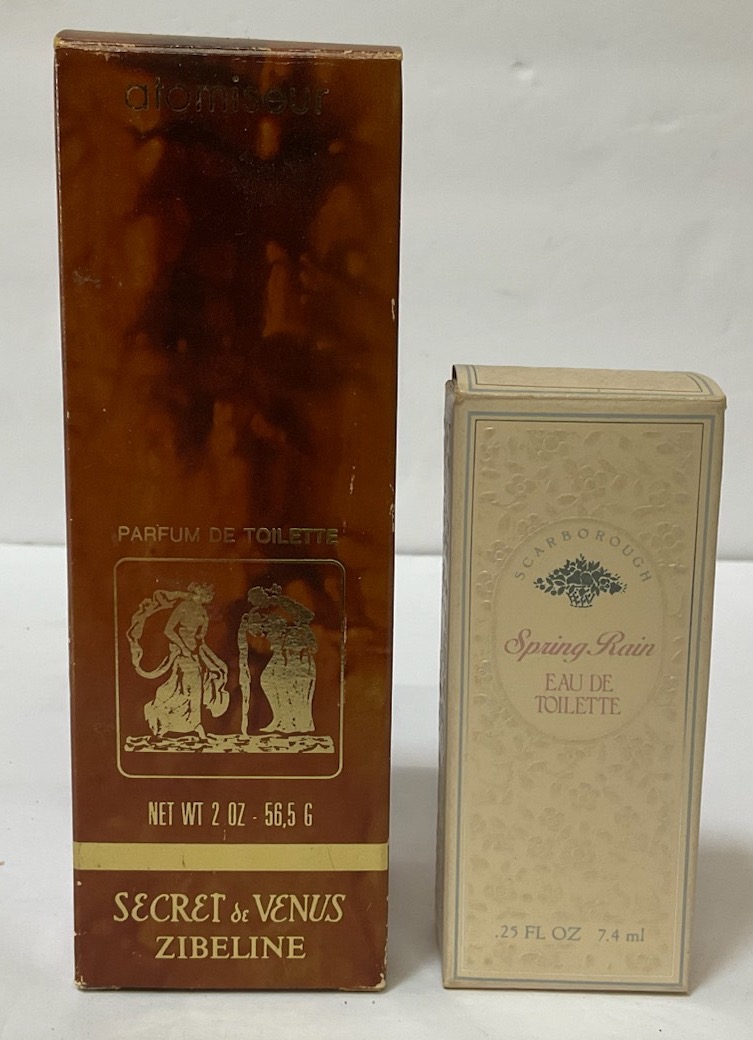 atomiseur
PARFUM DE TOILETTE
NET WT 2 OZ - 56,5 G
SECRET de VENUS
ZIBELINE
SCARBOROUGH
Spring Rain
EAU DE
TOILETTE
.25 FL OZ 7.4 ml